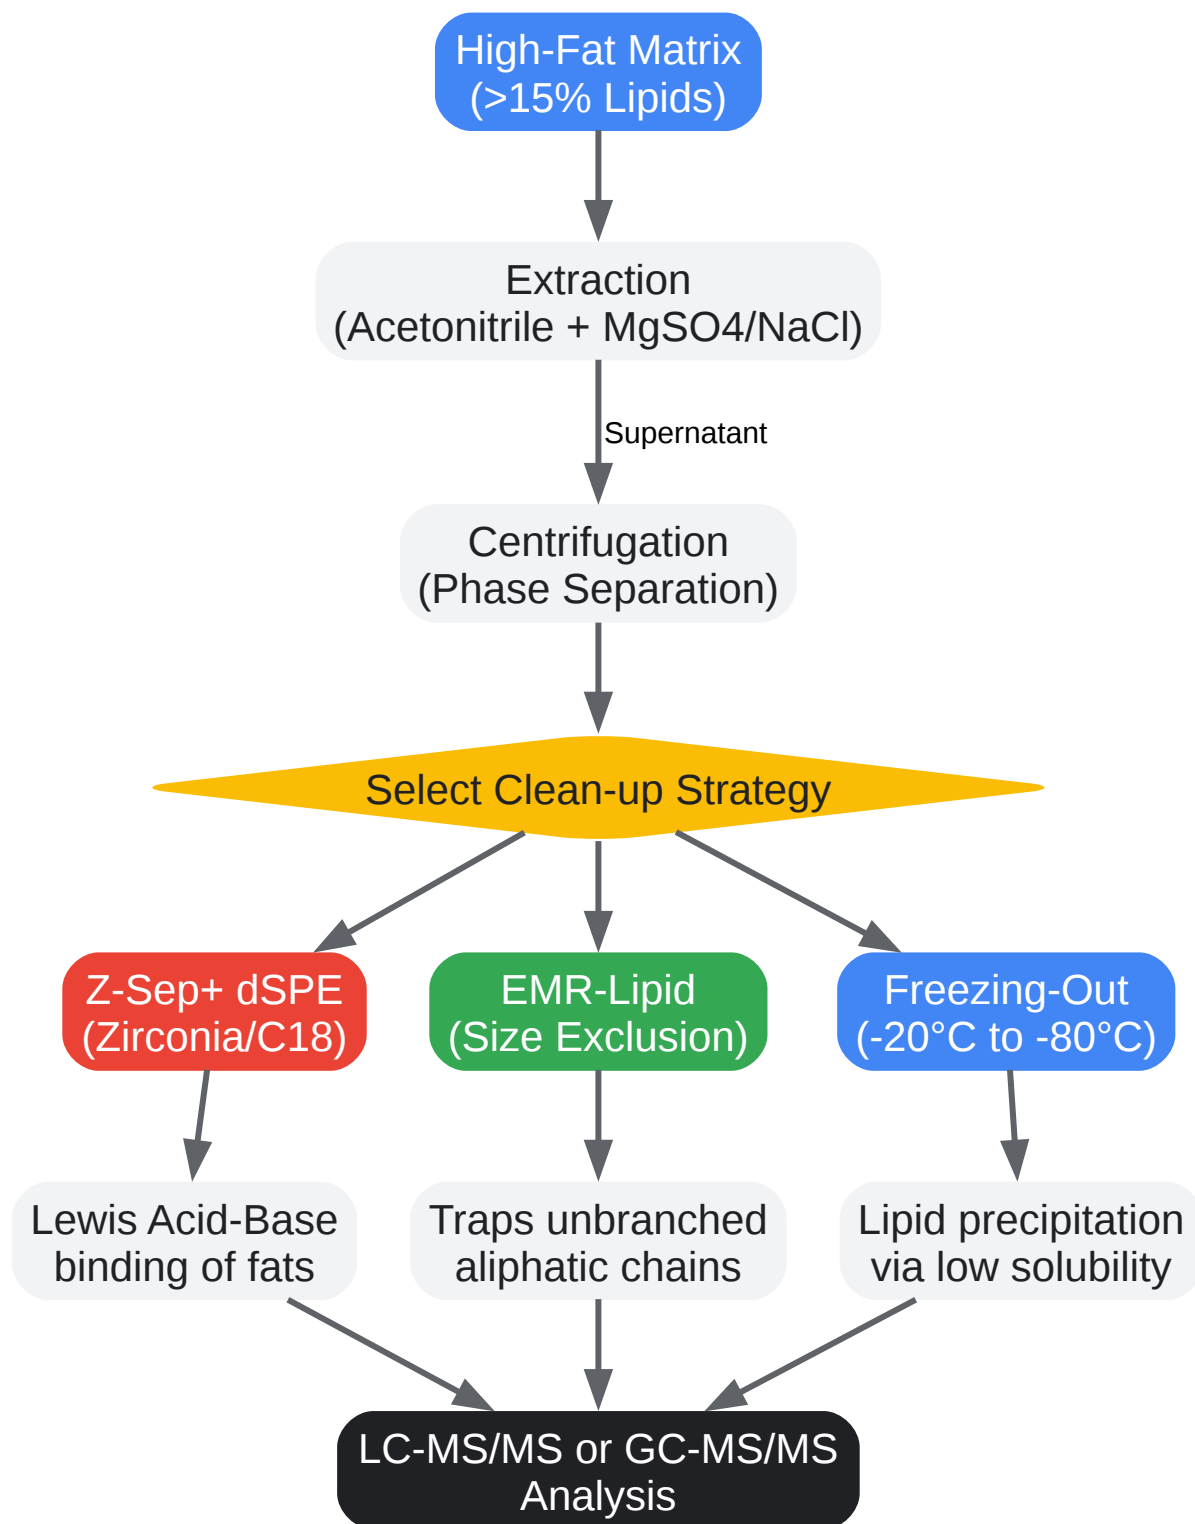 High-Fat Matrix
(>15% Lipids)
Extraction
(Acetonitrile + MgSO4/NaCl)
Supernatant
Centrifugation
(Phase Separation)
Select Clean-up Strategy
Z-Sep+ dSPE
(Zirconia/C18)
EMR-Lipid
(Size Exclusion)
Freezing-Out
(-20°C to -80°C)
Lewis Acid-Base
binding of fats
Traps unbranched
aliphatic chains
Lipid precipitation
via low solubility
LC-MS/MS or GC-MS/MS
Analysis